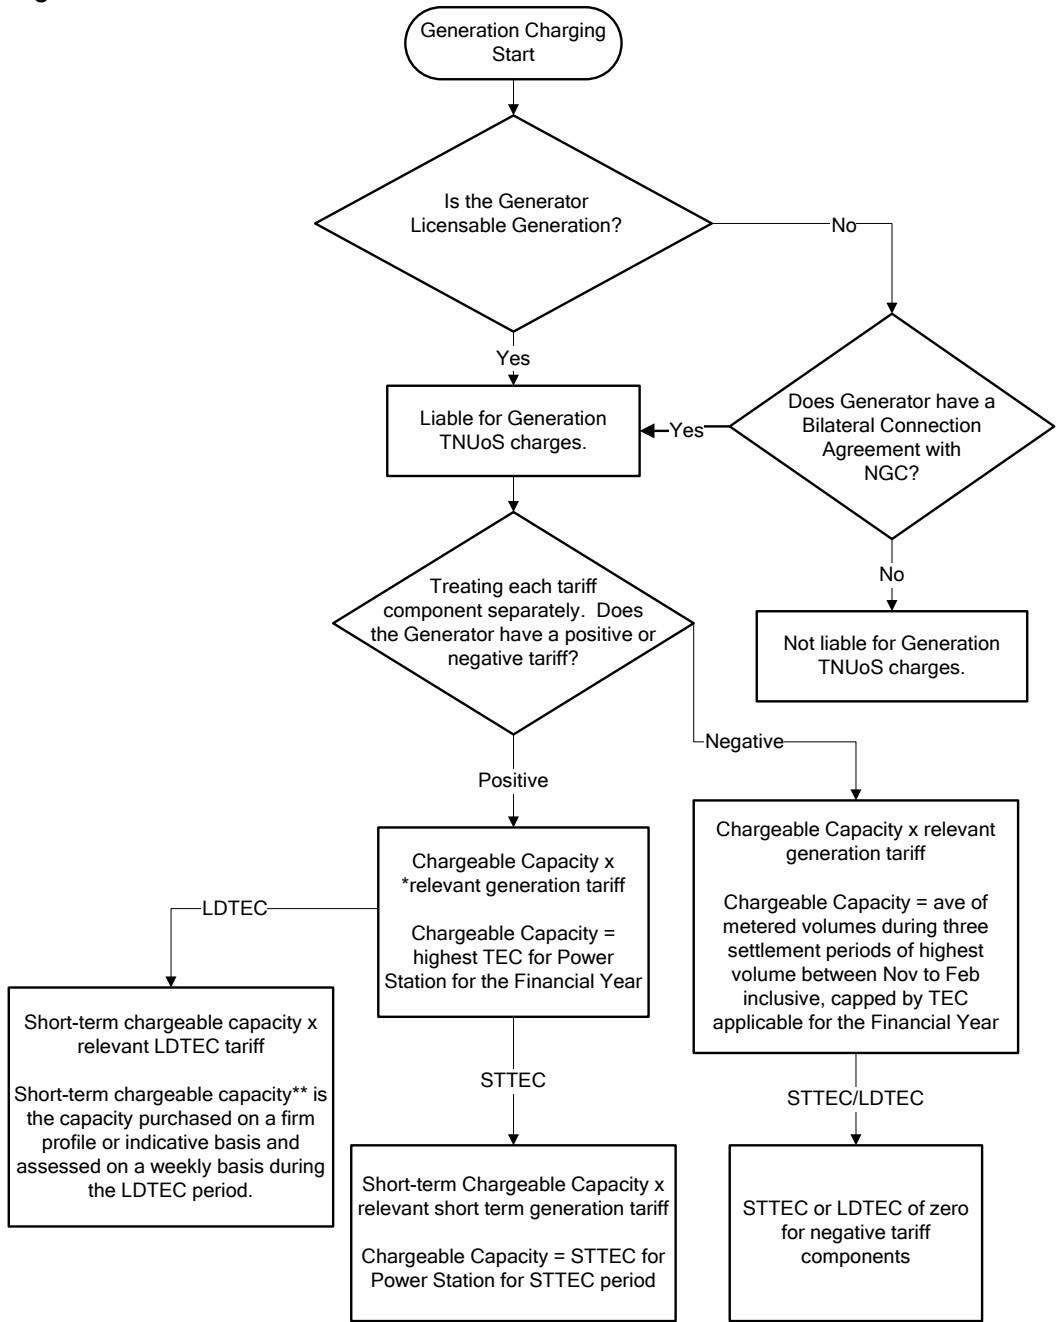 Generation Charging
Start
Is the Generator
Licensable Generation?
No
Yes
Does Generator have a
Bilateral Connection
Agreement with
NGC?
Liable for Generation
TNUoS charges.
Yes
No
Treating each tariff
component separately. Does
the Generator have a positive or
negative tariff?
Not liable for Generation
TNUoS charges.
Negative
Positive
Chargeable Capacity x relevant
generation tariff
Chargeable Capacity = ave of
metered volumes during three
settlement periods of highest
volume between Nov to Feb
inclusive, capped by TEC
applicable for the Financial Year
Chargeable Capacity x
*relevant generation tariff
Chargeable Capacity =
highest TEC for Power
Station for the Financial Year
LDTEC
Short-term chargeable capacity x
relevant LDTEC tariff
Short-term chargeable capacity** is
the capacity purchased on a firm
profile or indicative basis and
assessed on a weekly basis during
the LDTEC period.
STTEC
STTEC/LDTEC
Short-term Chargeable Capacity x
relevant short term generation tariff
Chargeable Capacity = STTEC for
Power Station for STTEC period
STTEC or LDTEC of zero
for negative tariff
components